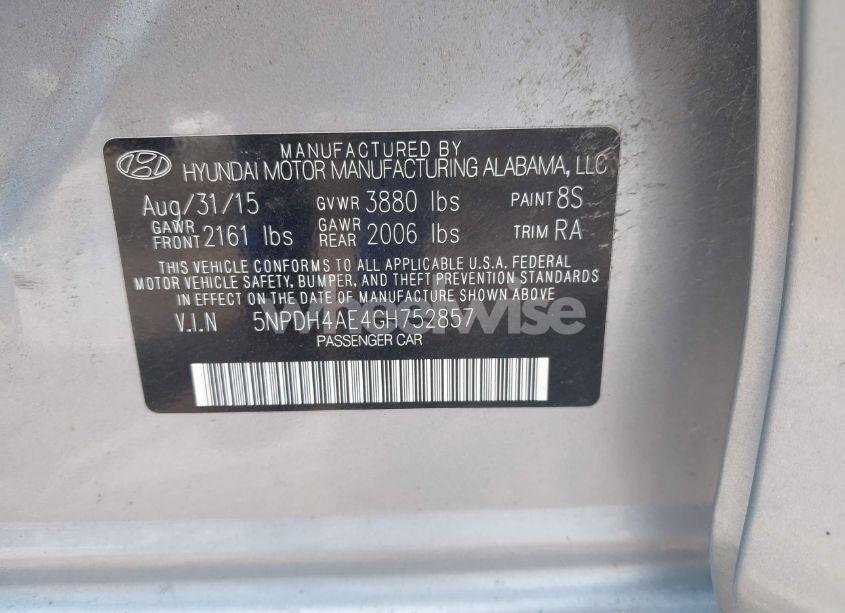 MANUFACTURED BY
HYUNDAI MOTOR MANUFACTURING ALABAMA, LLC
Aug/31/15 GVWR 3880 lbs PAINT 8S
GAWR FRONT 2161 lbs GAWR REAR 2006 lbs TRIM RA
THIS VEHICLE CONFORMS TO ALL APPLICABLE U.S.A. FEDERAL
MOTOR VEHICLE SAFETY, BUMPER, AND THEFT PREVENTION STANDARDS
IN EFFECT ON THE DATE OF MANUFACTURE SHOWN ABOVE.
V.I.N 5NPDH4AE4GH752857
PASSENGER CAR